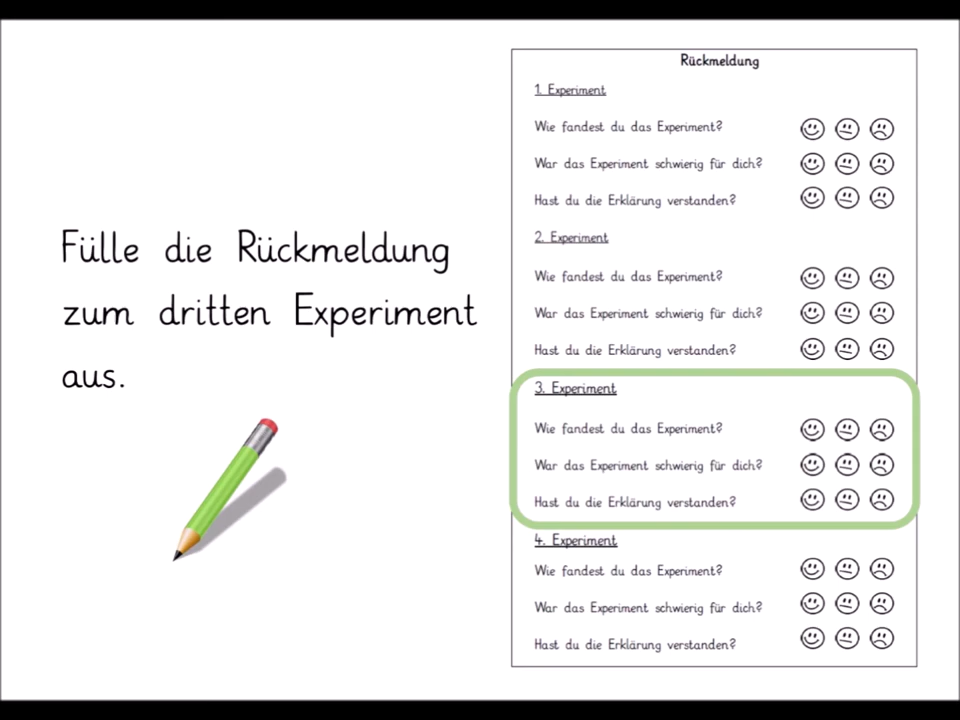 Fülle die Rückmeldung
zum dritten Experiment
aus.
Rückmeldung
1. Experiment
Wie fandest du das Experiment?
War das Experiment schwierig für dich?
Hast du die Erklärung verstanden?
2. Experiment
Wie fandest du das Experiment?
War das Experiment schwierig für dich?
Hast du die Erklärung verstanden?
3. Experiment
Wie fandest du das Experiment?
War das Experiment schwierig für dich?
Hast du die Erklärung verstanden?
4. Experiment
Wie fandest du das Experiment?
War das Experiment schwierig für dich?
Hast du die Erklärung verstanden?